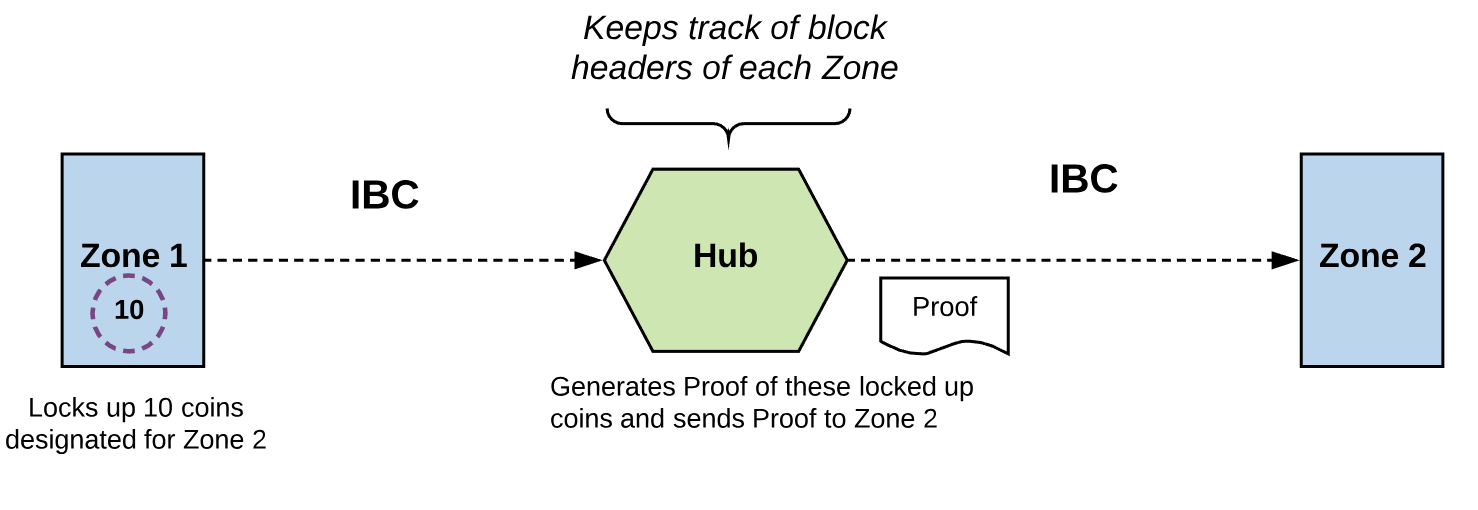 Keeps track of block
headers of each Zone
IBC
IBC
Zone 1
10
Hub
Proof
Zone 2
Locks up 10 coins
designated for Zone 2
Generates Proof of these locked up
coins and sends Proof to Zone 2